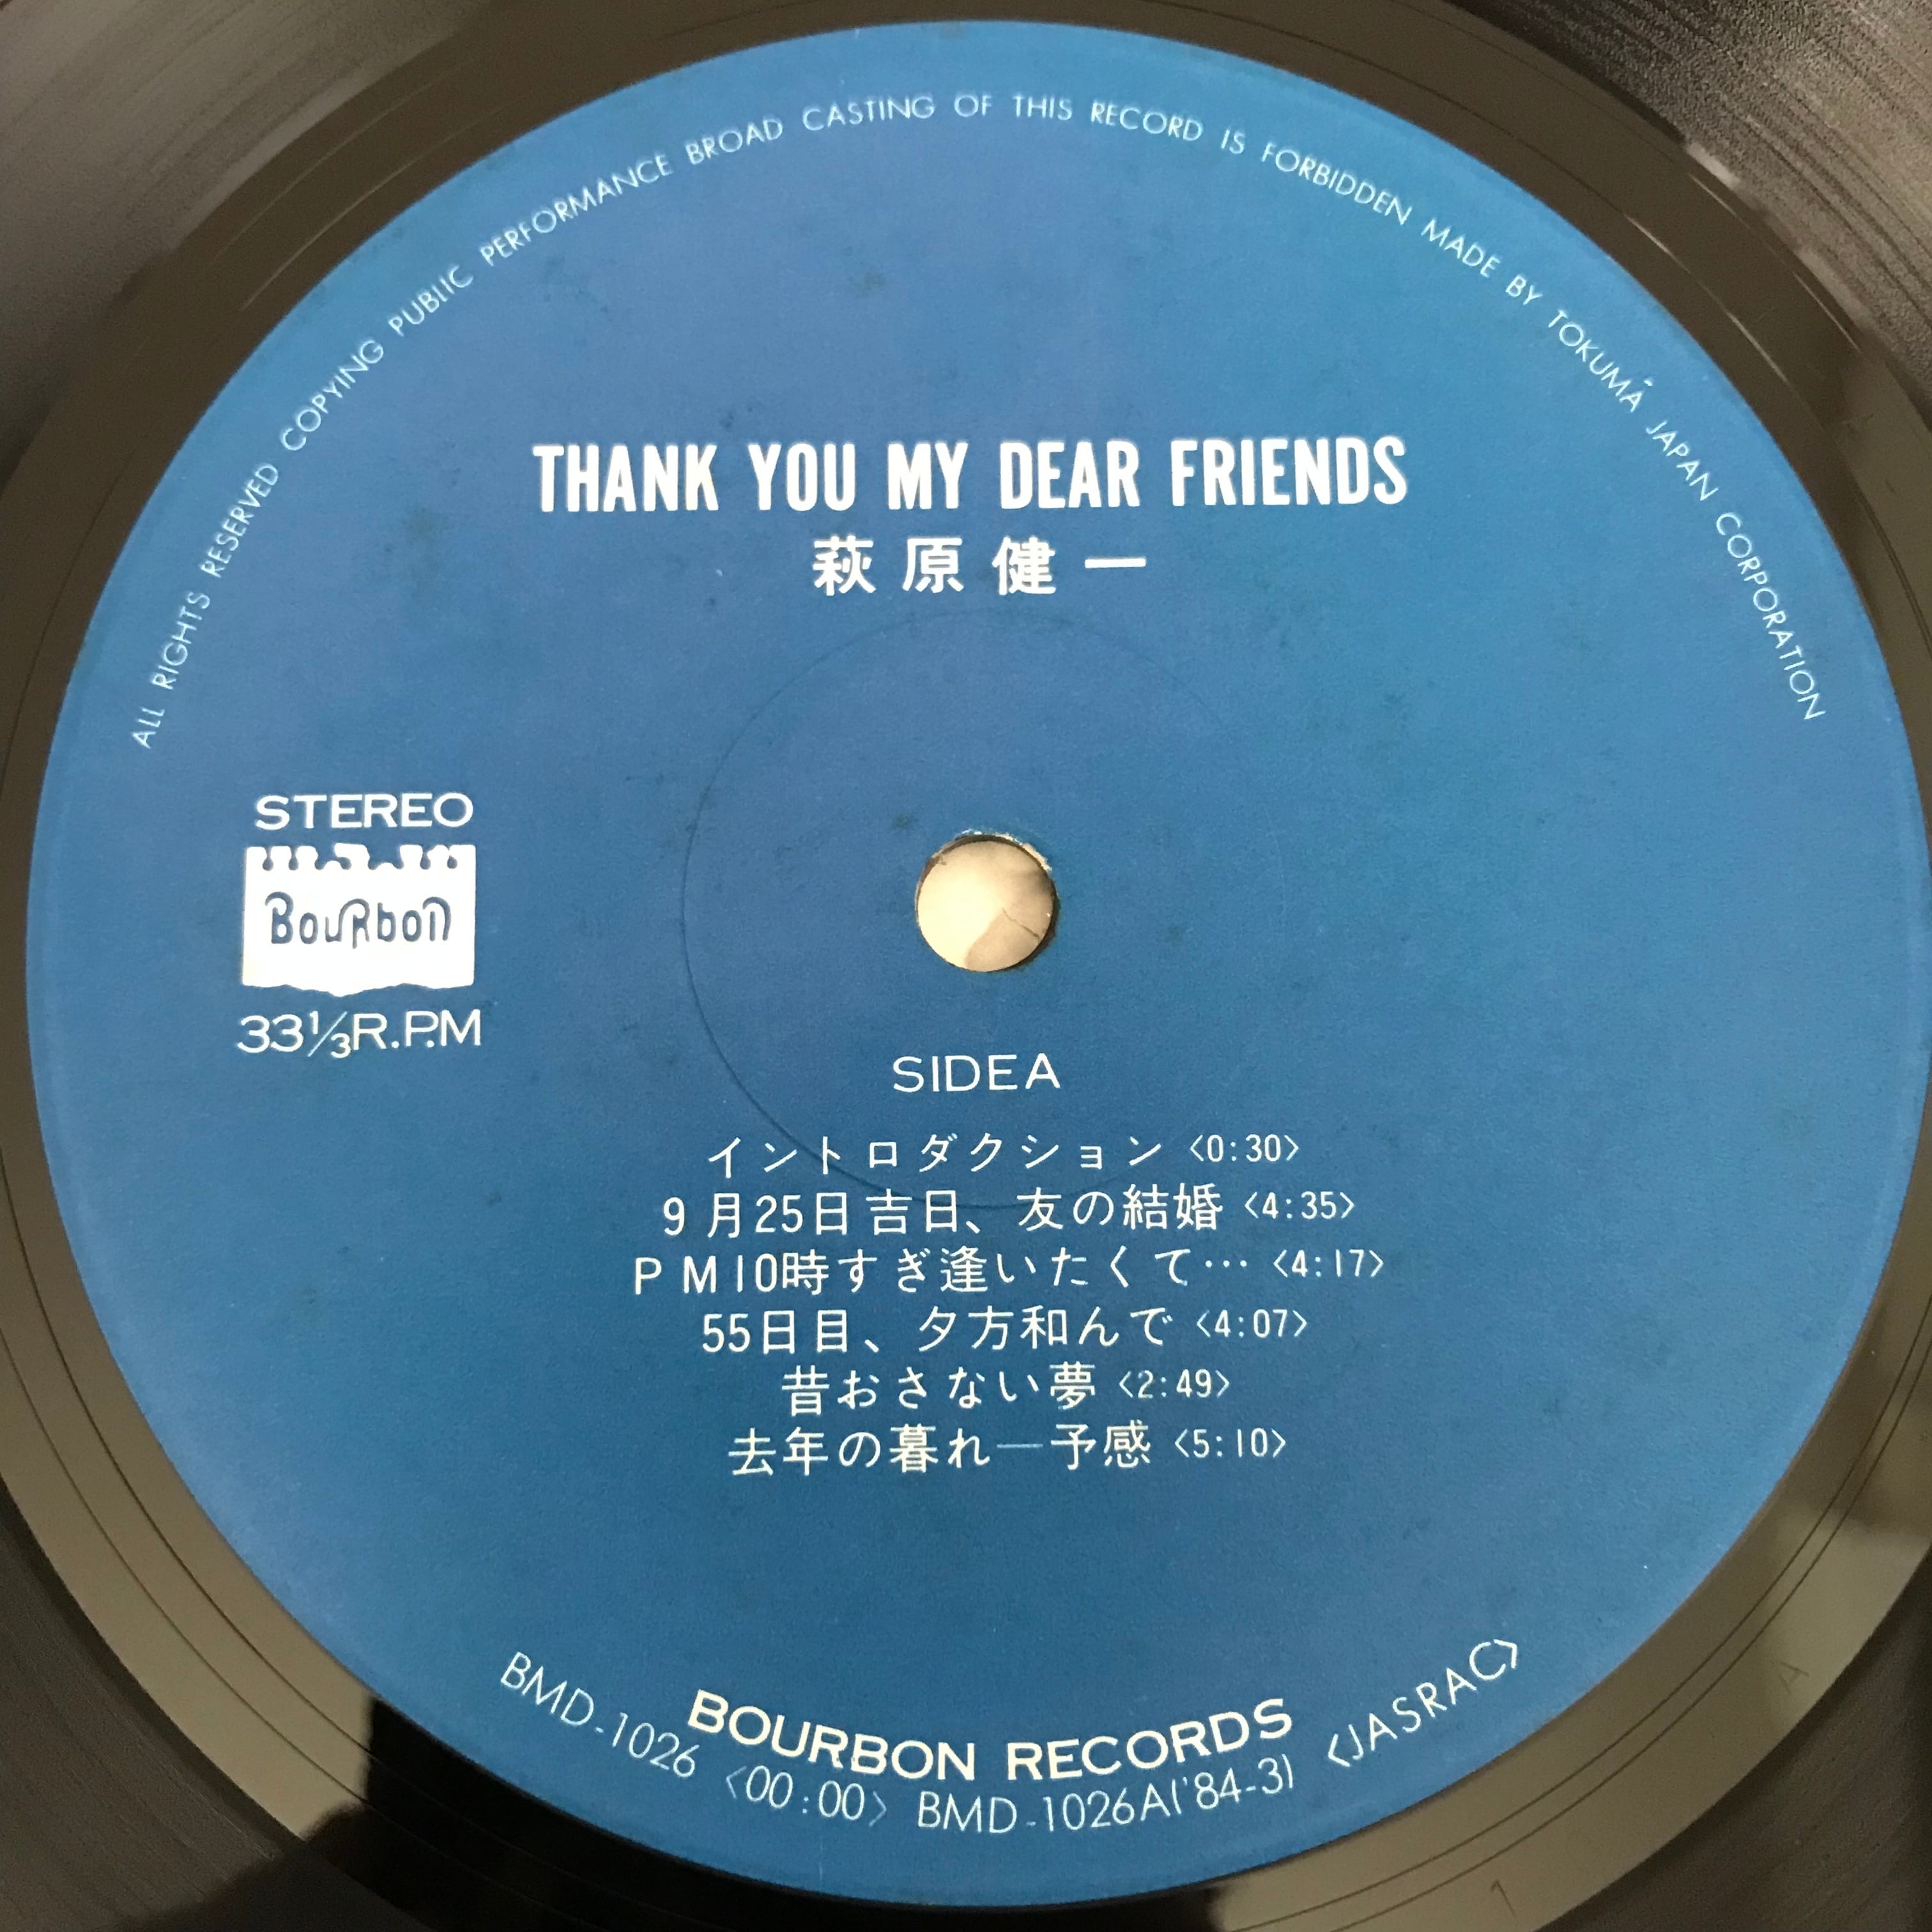 ALL RIGHTS RESERVED COPYING PUBLIC PERFORMANCE BROAD CASTING OF THIS RECORD IS FORBIDDEN MADE BY TOKUMA JAPAN CORPORATION
THANK YOU MY DEAR FRIENDS
萩原健一
STEREO
BouRbon
33⅓R.P.M
SIDE A
イントロダクション〈0:30〉
9月25日吉日、友の結婚〈4:35〉
PM10時すぎ逢いたくて…〈4:17〉
55日目、夕方和んで〈4:07〉
昔おさない夢〈2:49〉
去年の暮れ—予感〈5:10〉
BOURBON RECORDS
BMD-1026 〈00:00〉 BMD-1026A('84-3) 〈JASRAC〉